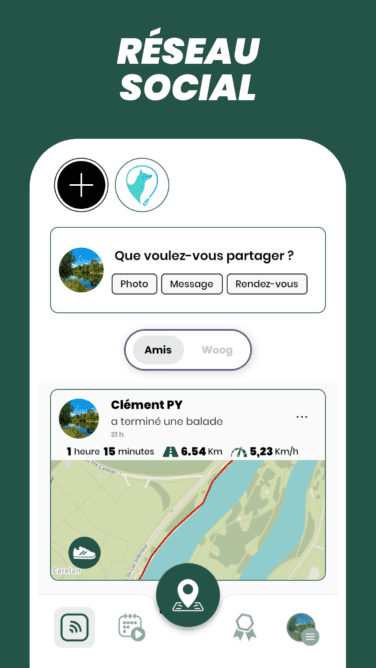 RÉSEAU
SOCIAL
Que voulez-vous partager ?
Photo Message Rendez-vous
Amis Woog
Clément PY
a terminé une balade
21 h
1 heure 15 minutes 6.54 Km 5,23 Km/h
Catelan